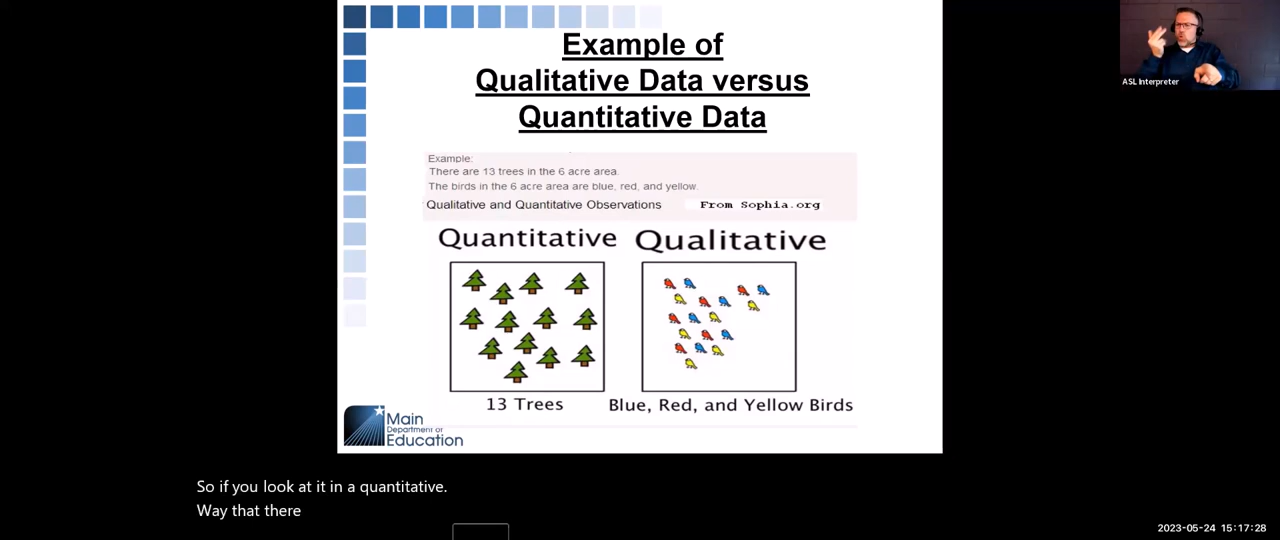 Example of
Qualitative Data versus
Quantitative Data
ASL Interpreter
Example:
There are 13 trees in the 6 acre area.
The birds in the 6 acre area are blue, red, and yellow.
Qualitative and Quantitative Observations From Sophia.org
Quantitative Qualitative
13 Trees Blue, Red, and Yellow Birds
Main
Department of
Education
So if you look at it in a quantitative.
Way that there
2023-05-24 15:17:28